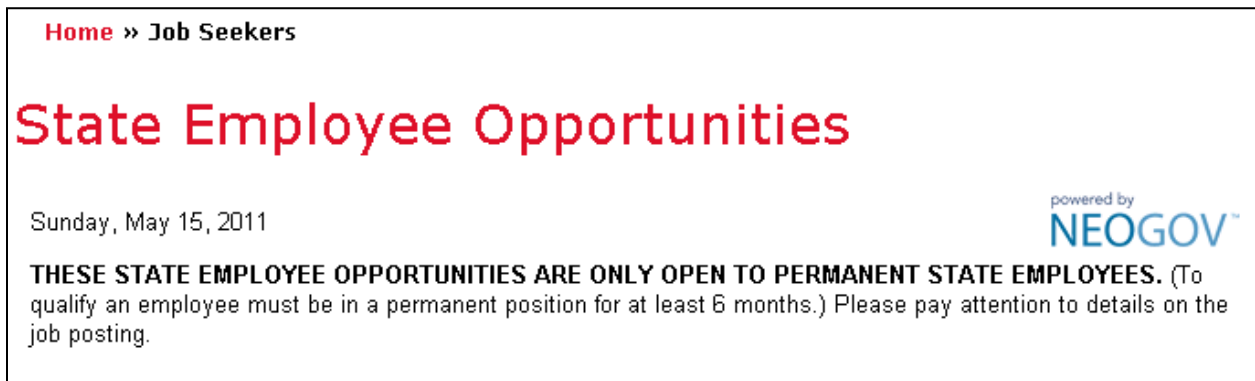 Home » Job Seekers
State Employee Opportunities
powered by
Sunday, May 15, 2011
NEOGOV™
THESE STATE EMPLOYEE OPPORTUNITIES ARE ONLY OPEN TO PERMANENT STATE EMPLOYEES. (To
qualify an employee must be in a permanent position for at least 6 months.) Please pay attention to details on the
job posting.